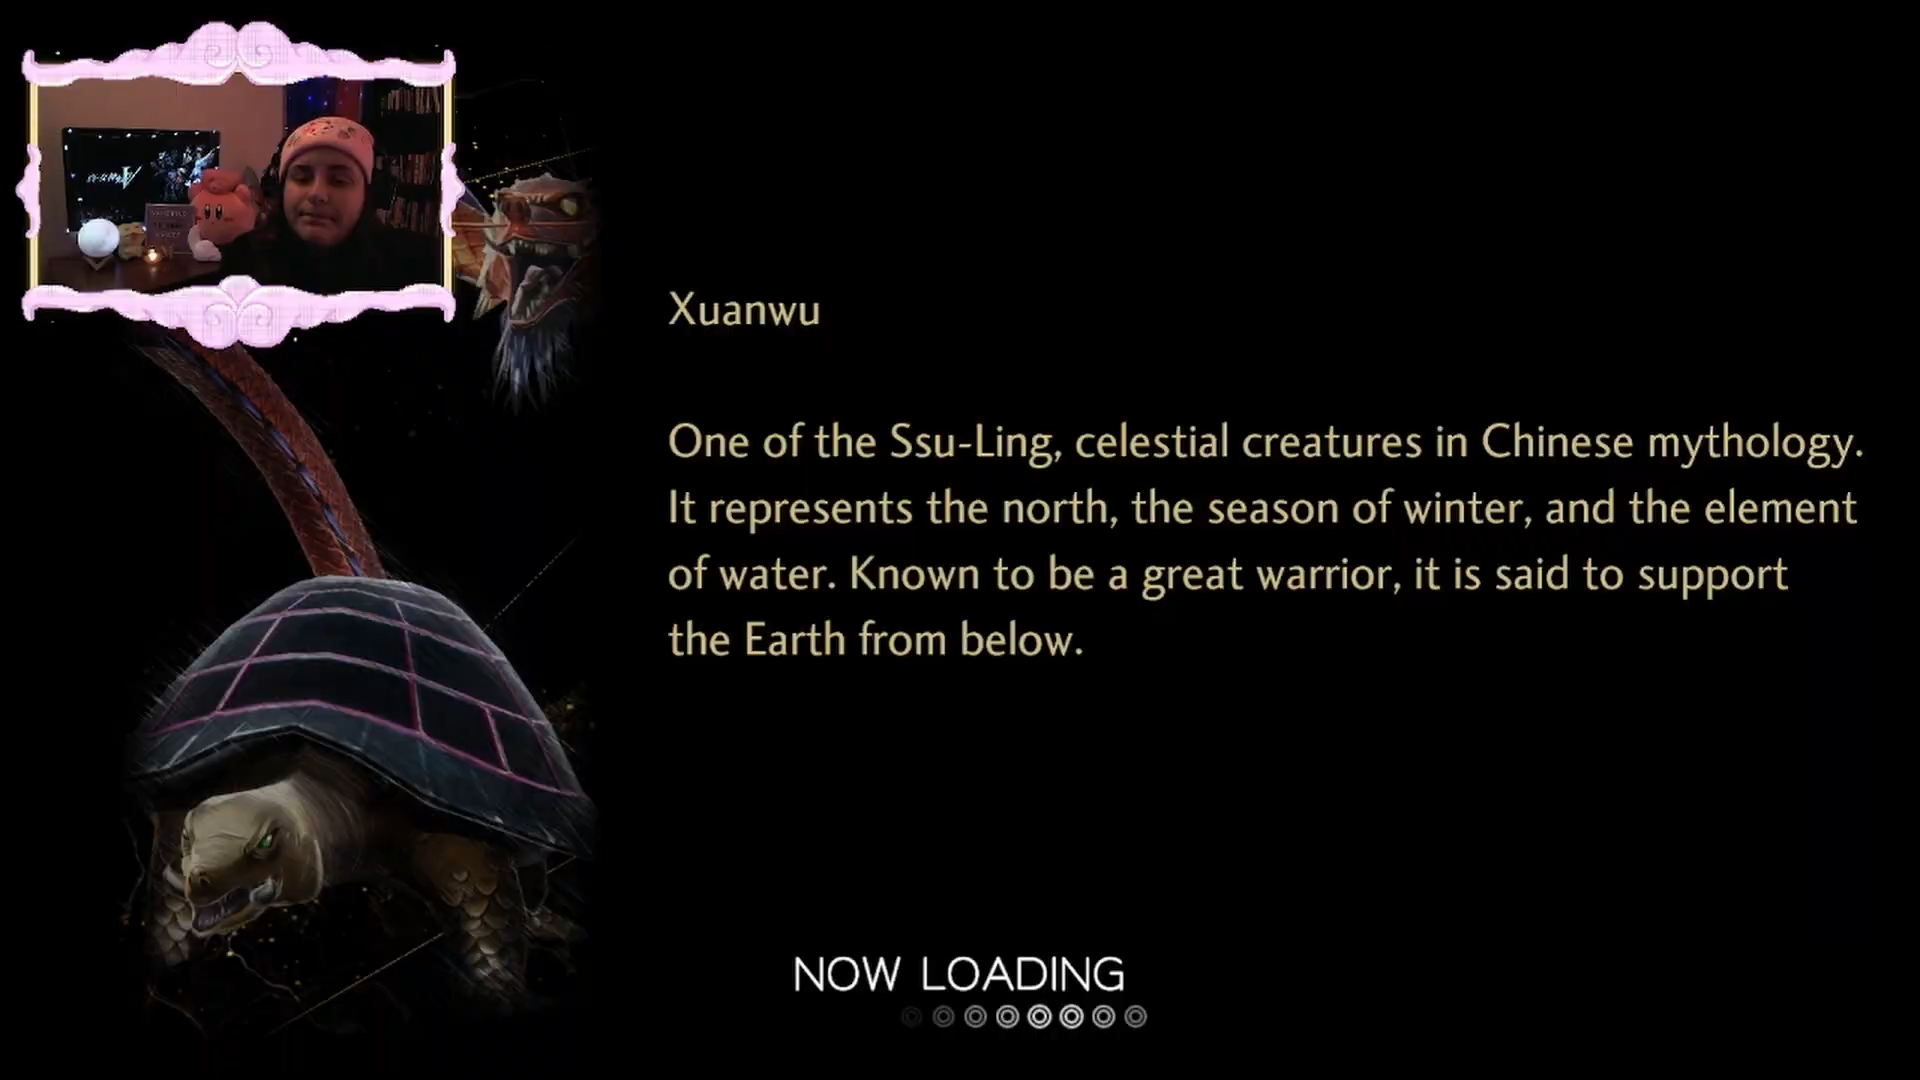 Xuanwu
One of the Ssu-Ling, celestial creatures in Chinese mythology.
It represents the north, the season of winter, and the element
of water. Known to be a great warrior, it is said to support
the Earth from below.
NOW LOADING